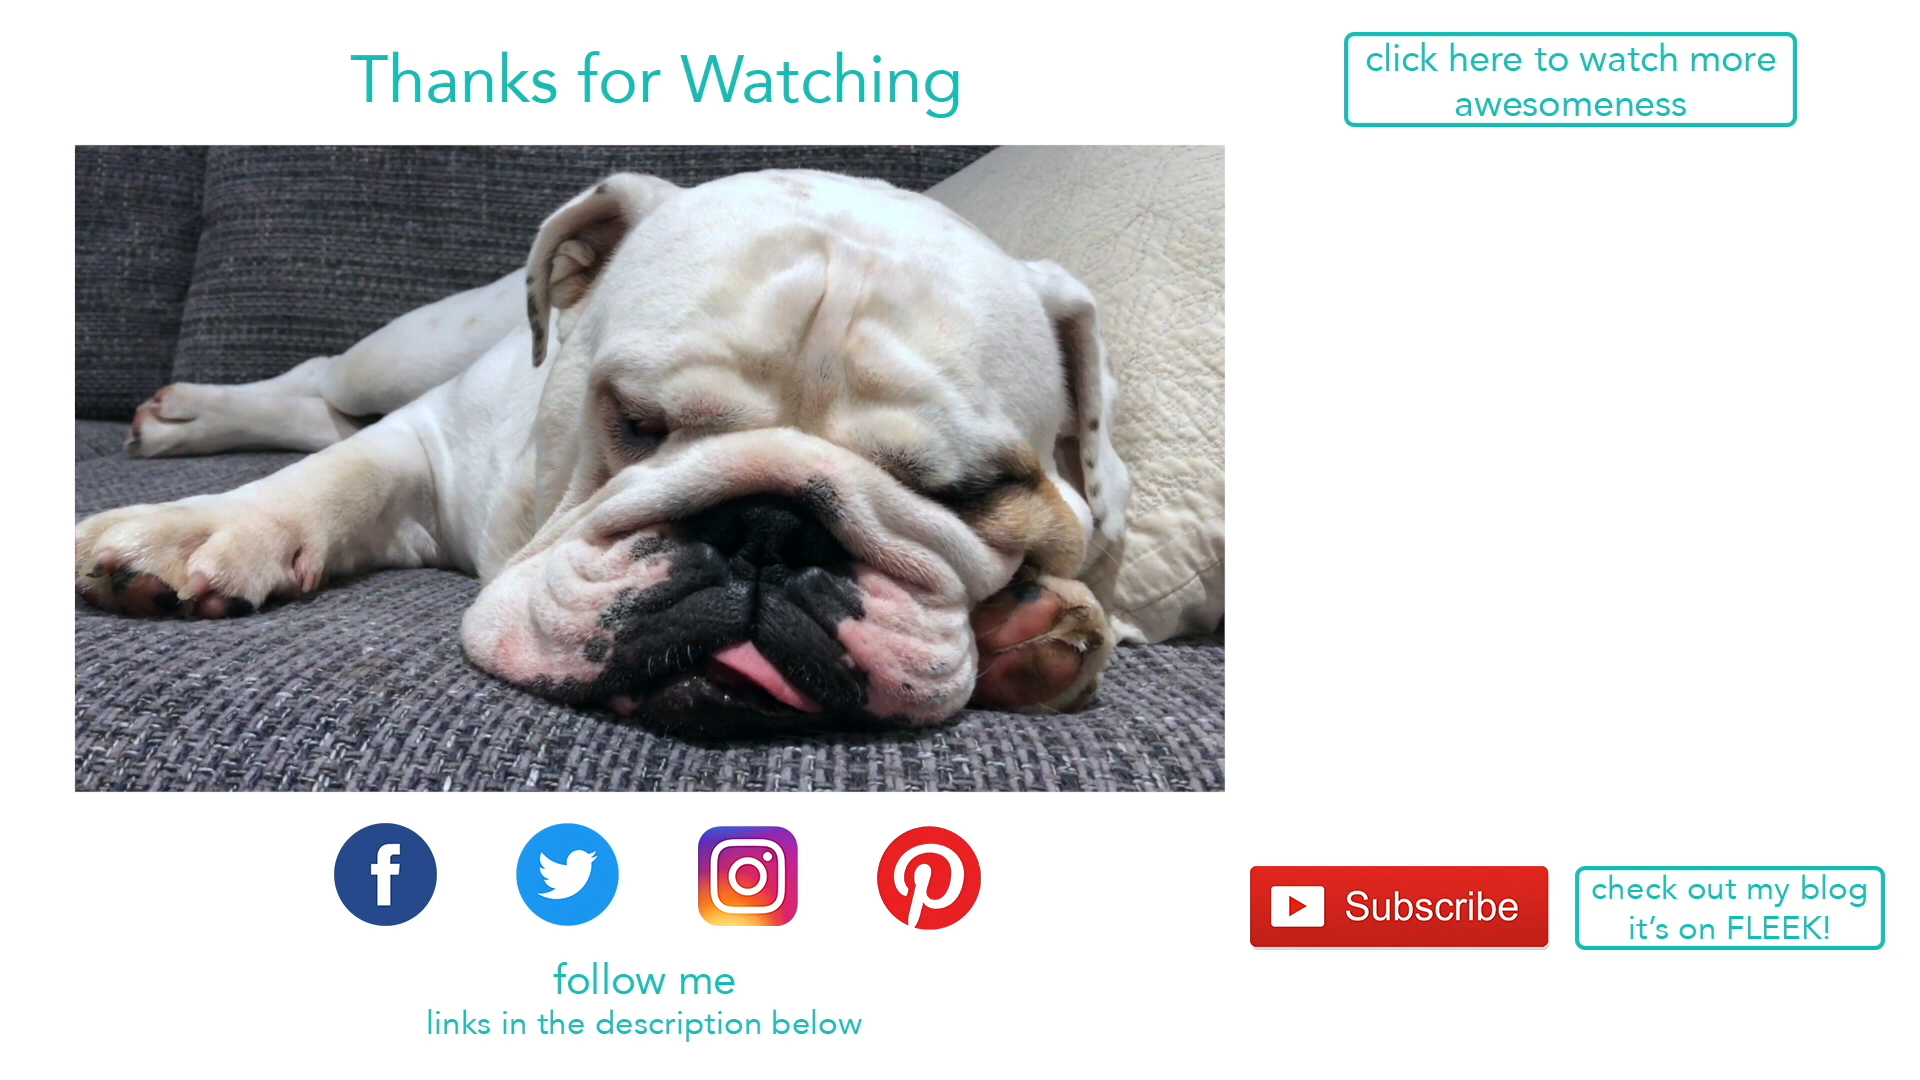 Thanks for Watching
click here to watch more
awesomeness
Subscribe
check out my blog
it's on FLEEK!
follow me
links in the description below